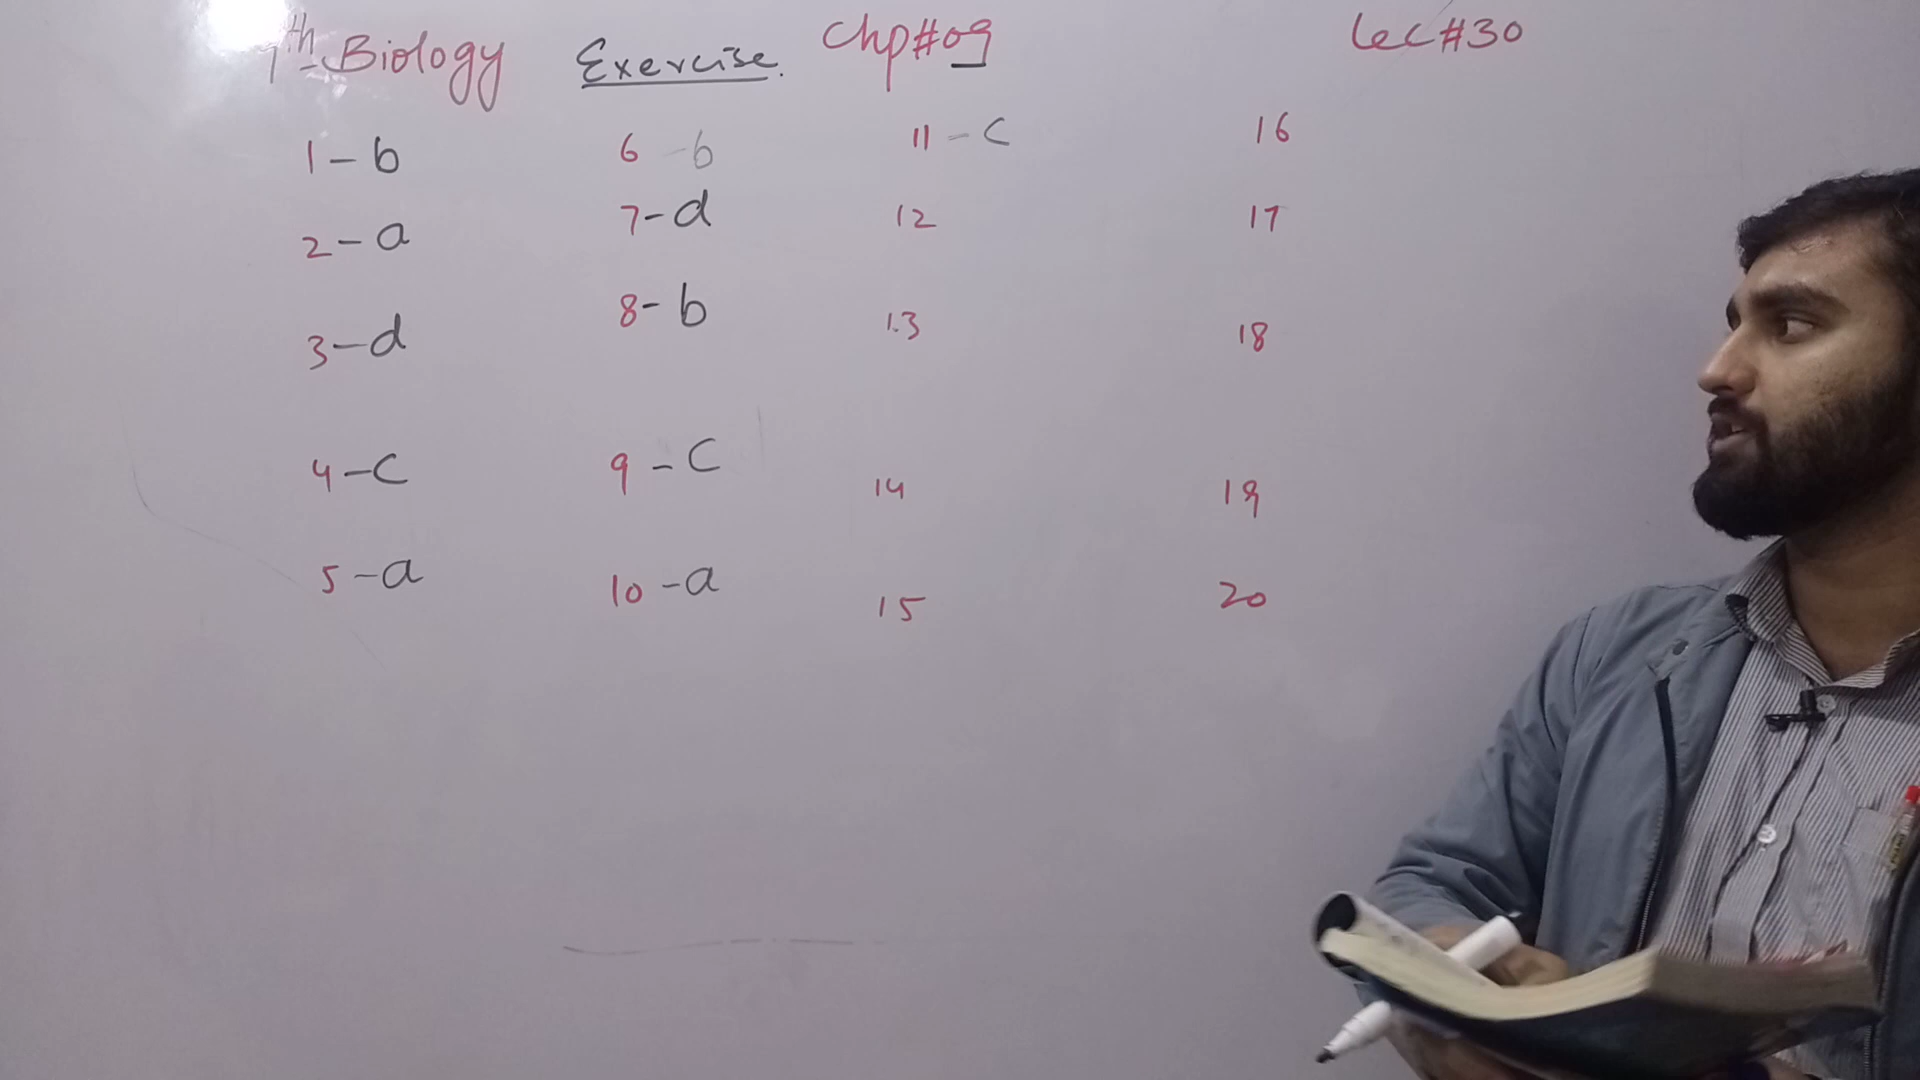 9th Biology Exercise. Chp#09 Lec#30
1-b 6-b 11-c 16
2-a 7-d 12 17
3-d 8-b 13 18
4-c 9-c 14 19
5-a 10-a 15 20